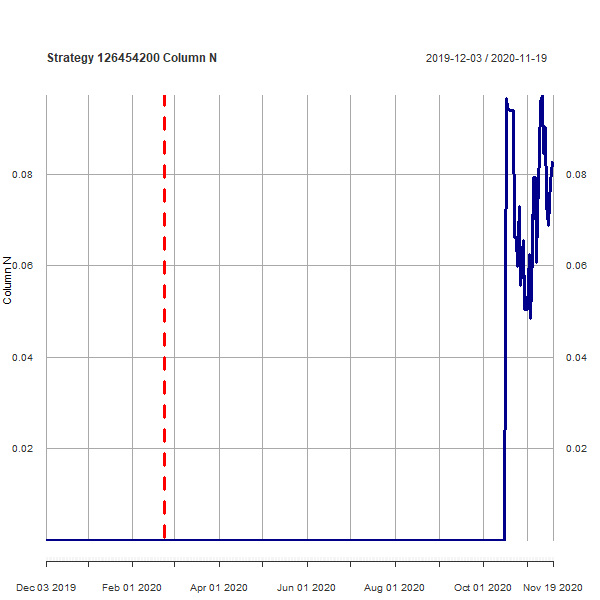 Strategy 126454200 Column N
2019-12-03 / 2020-11-19
Column N
0.08
0.06
0.04
0.02
0.08
0.06
0.04
0.02
Dec 03 2019
Feb 01 2020
Apr 01 2020
Jun 01 2020
Aug 01 2020
Oct 01 2020
Nov 19 2020